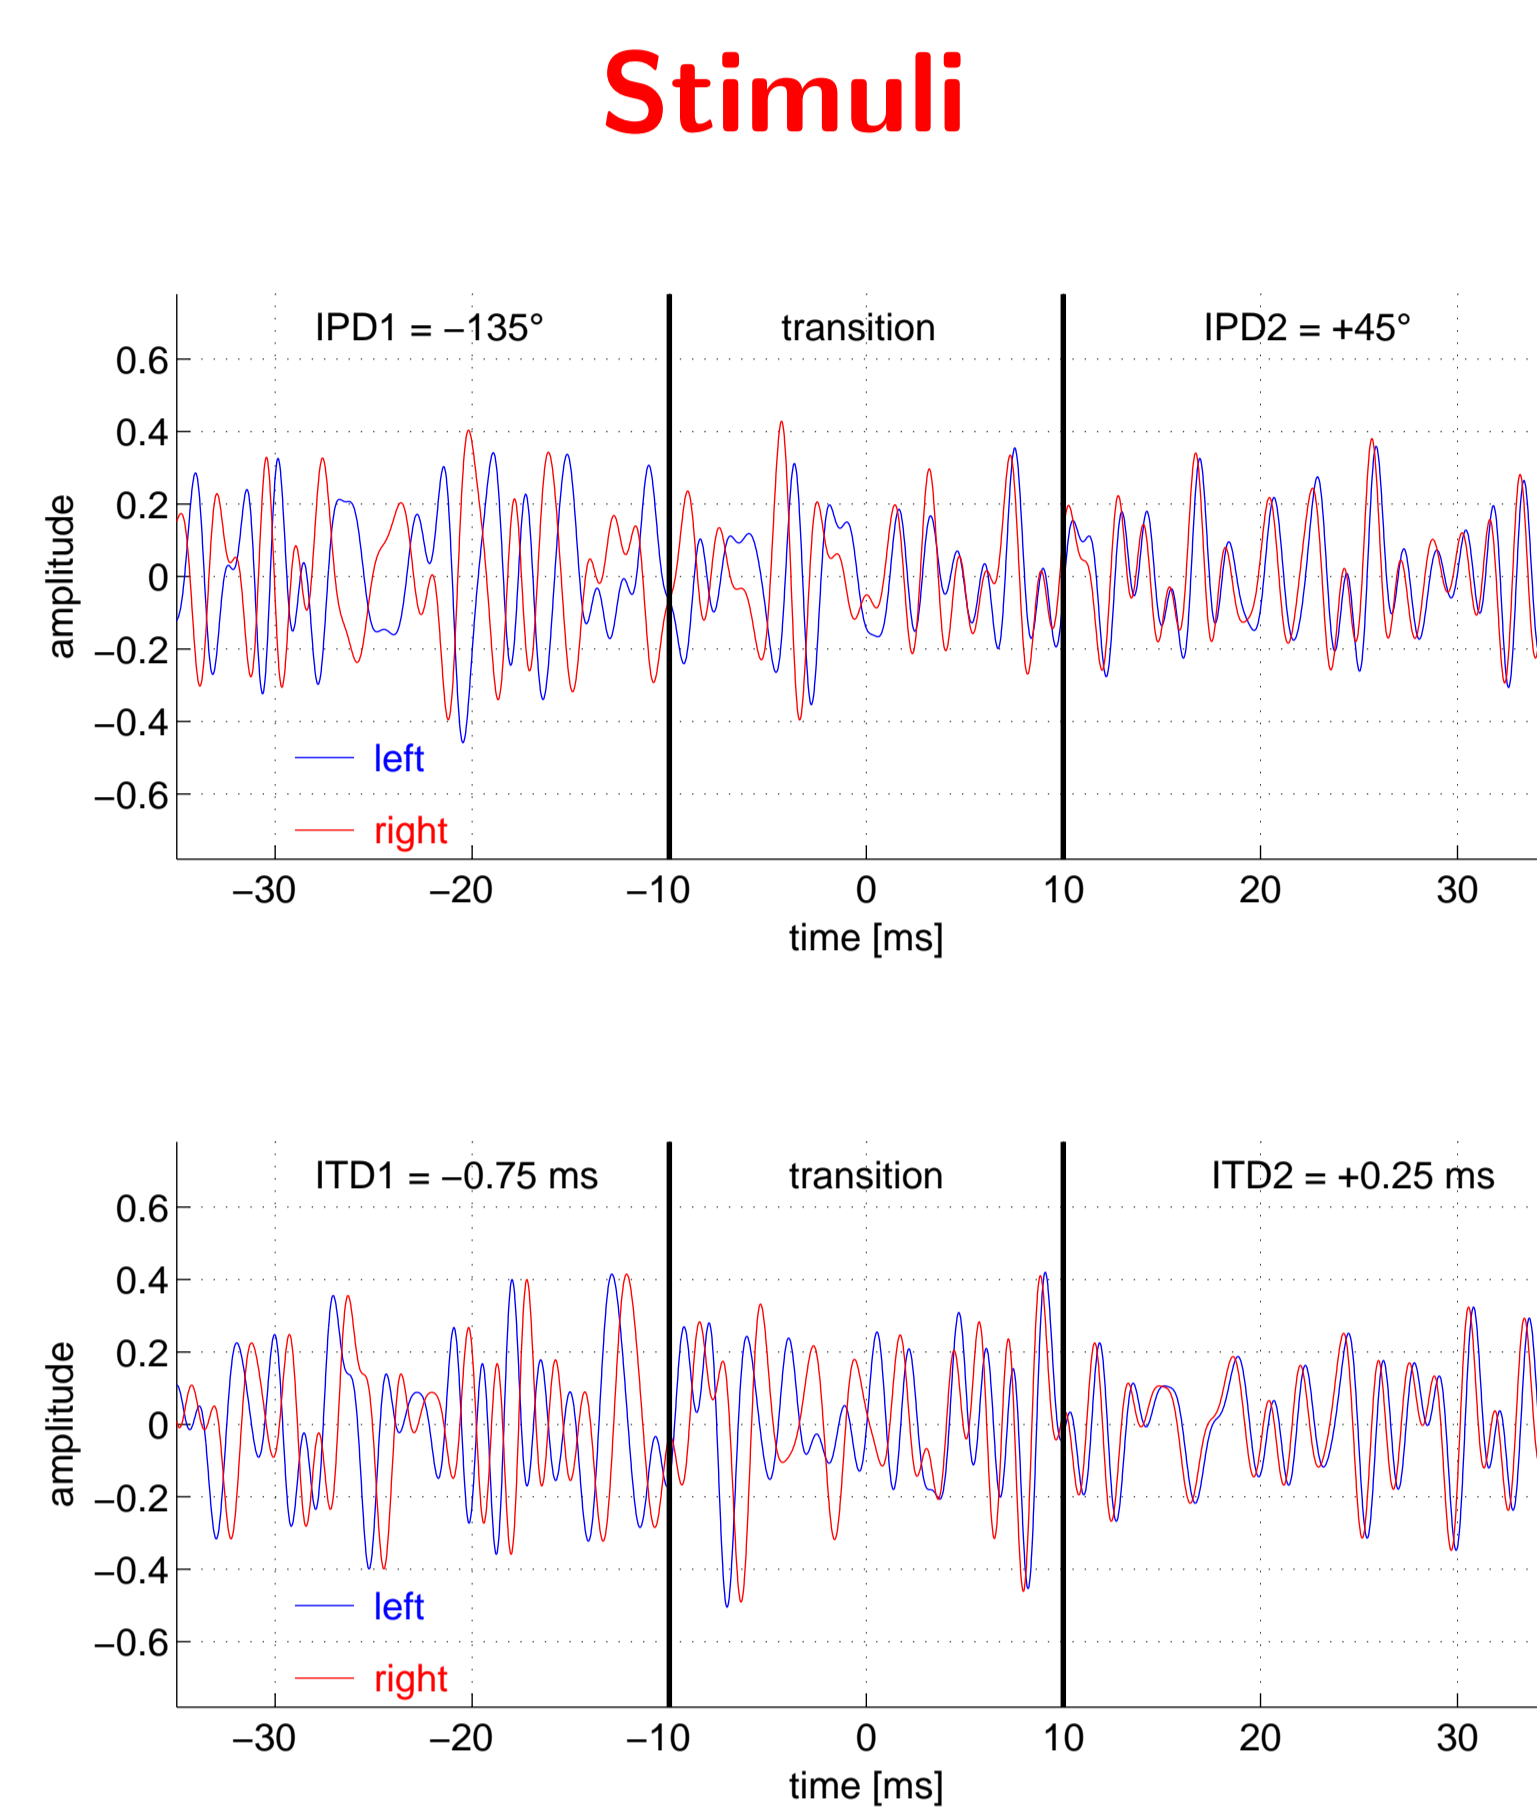 Stimuli
IPD1 = −135°
transition
IPD2 = +45°
0.6
0.4
0.2
0
−0.2
−0.4
−0.6
amplitude
left
right
−30
−20
−10
0
10
20
30
time [ms]
ITD1 = −0.75 ms
transition
ITD2 = +0.25 ms
0.6
0.4
0.2
0
−0.2
−0.4
−0.6
amplitude
left
right
−30
−20
−10
0
10
20
30
time [ms]